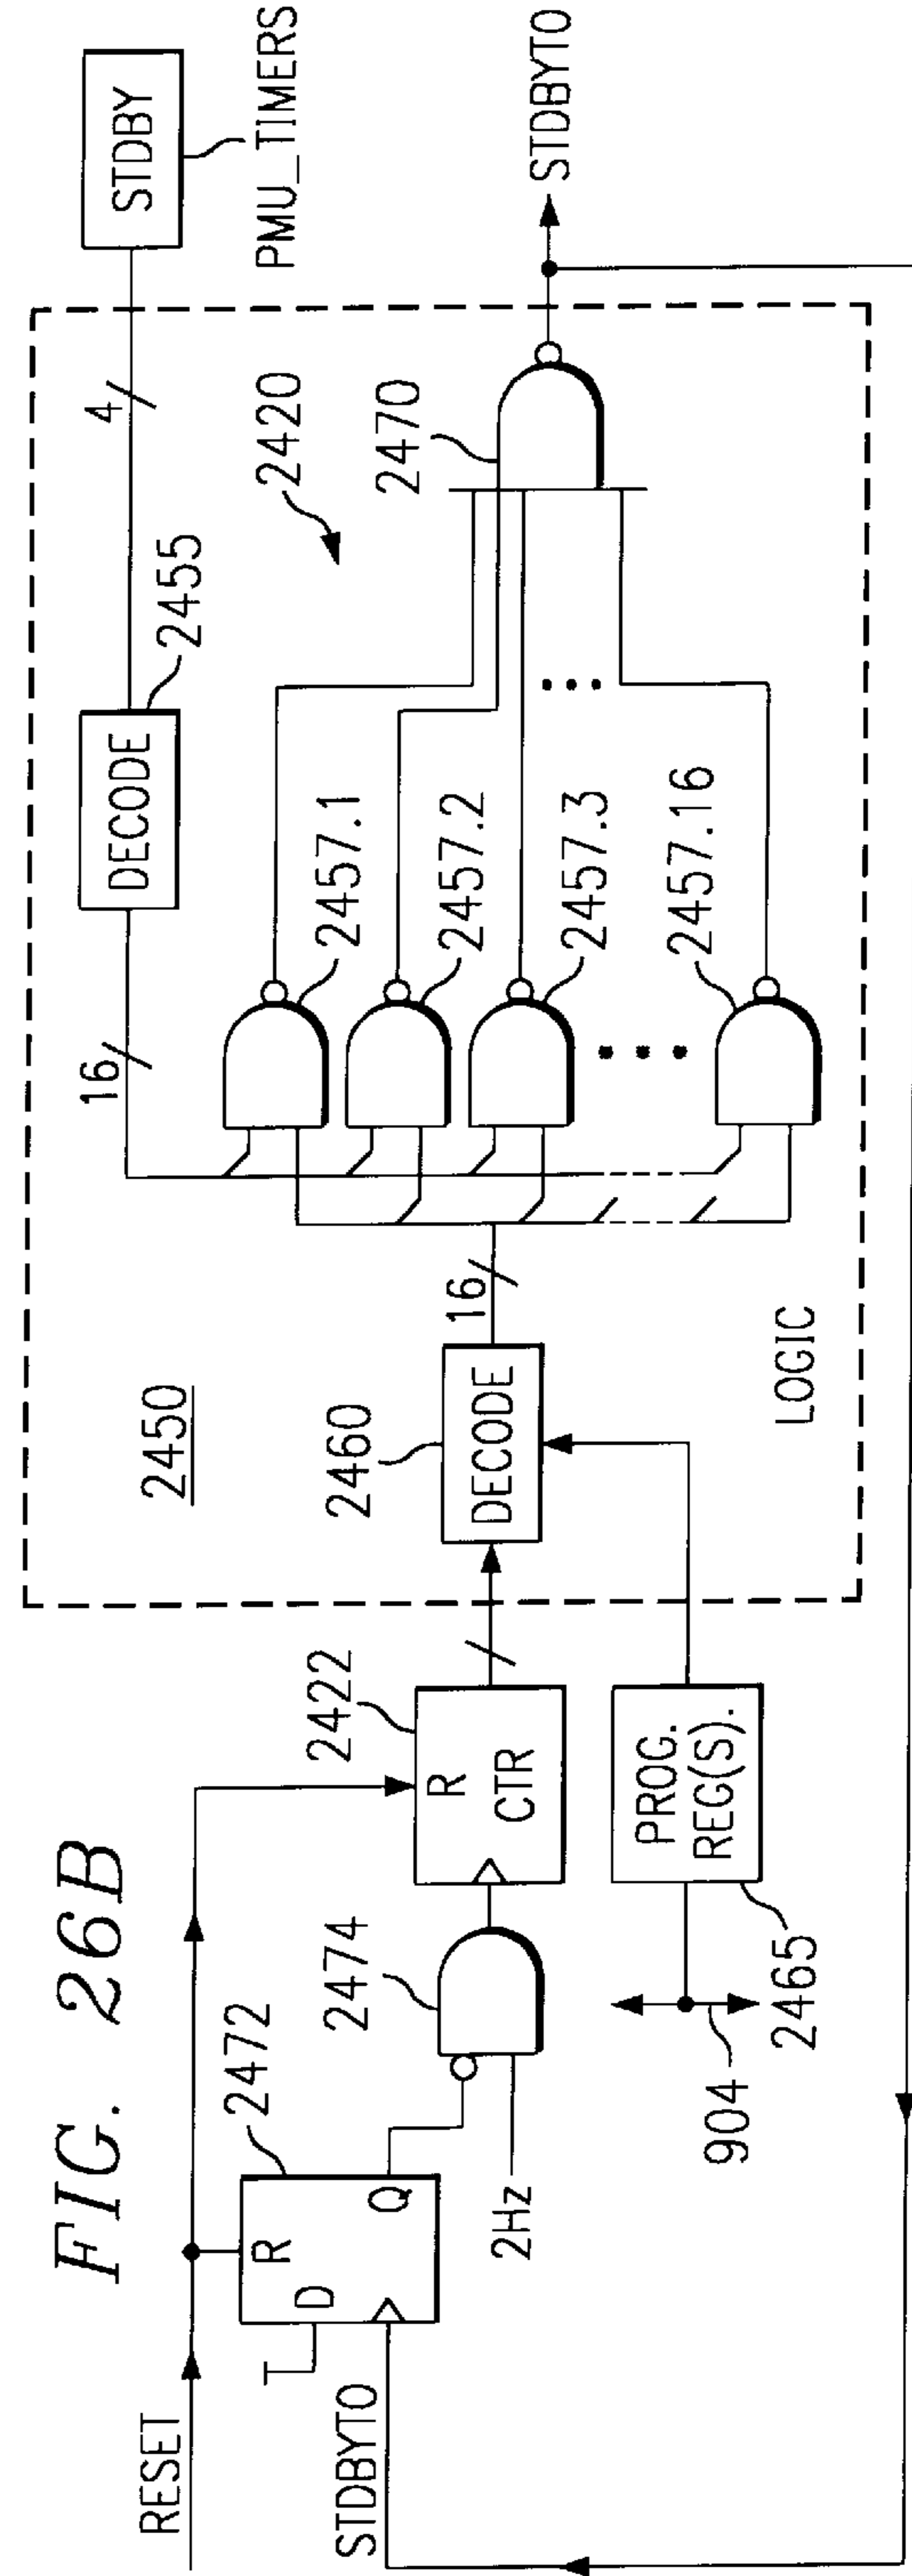 FIG. 26B
RESET
2472
R
D
Q
STDBYTO
2Hz
2474
2422
R
CTR
904
2465
PROG.
REG(S).
2450
2460
DECODE
16
LOGIC
16
DECODE
2455
4
STDBY
PMU_TIMERS
2457.1
2457.2
2457.3
2457.16
2420
2470
STDBYTO